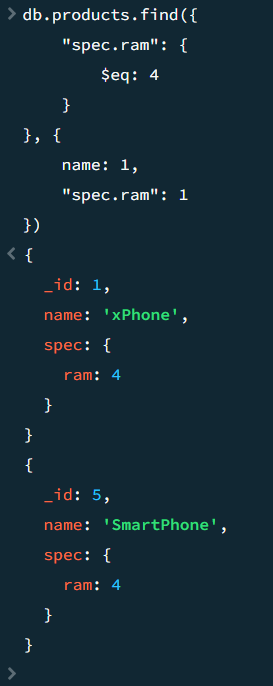 > db.products.find({
"spec.ram": {
$eq: 4
}
}, {
name: 1,
"spec.ram": 1
})
< {
_id: 1,
name: 'xPhone',
spec: {
ram: 4
}
}
{
_id: 5,
name: 'SmartPhone',
spec: {
ram: 4
}
}
>